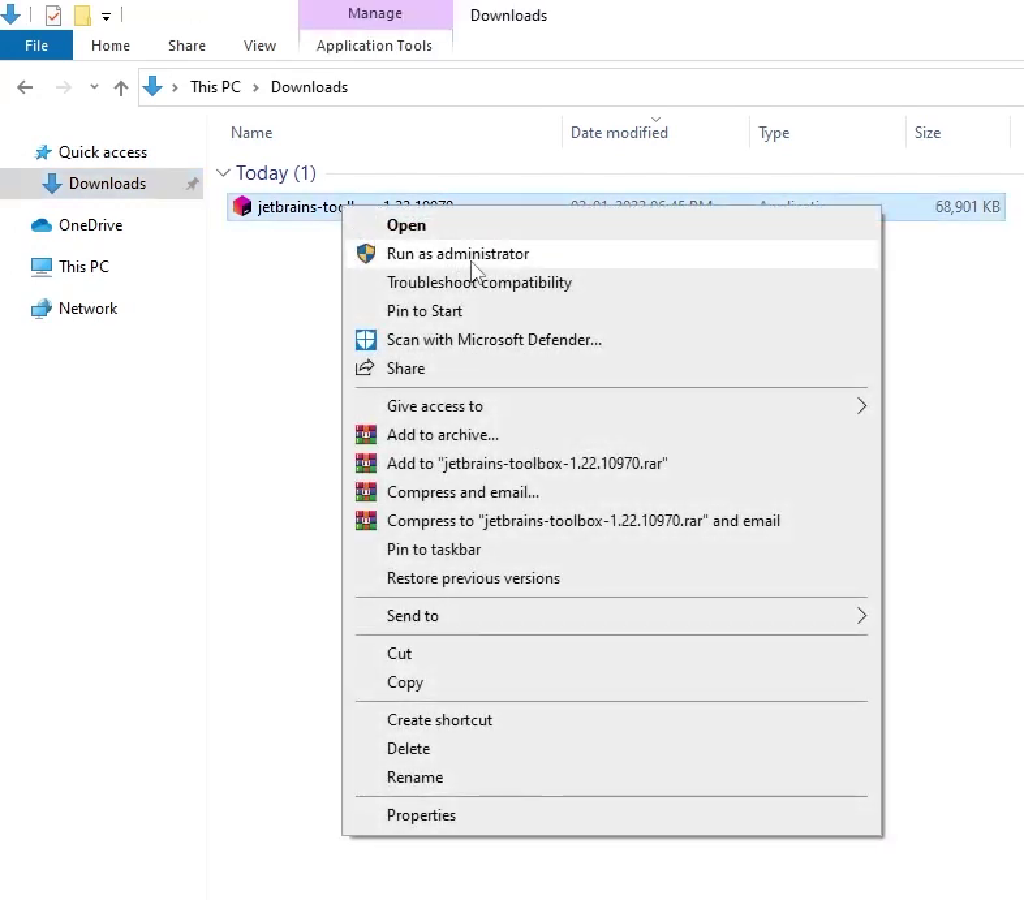 Manage
Downloads
File
Home
Share
View
Application Tools
This PC > Downloads
Name
Date modified
Type
Size
Quick access
Downloads
OneDrive
This PC
Network
Today (1)
68,901 KB
Open
Run as administrator
Troubleshoot compatibility
Pin to Start
Scan with Microsoft Defender...
Share
Give access to
Add to archive...
Add to "jetbrains-toolbox-1.22.10970.rar"
Compress and email...
Compress to "jetbrains-toolbox-1.22.10970.rar" and email
Pin to taskbar
Restore previous versions
Send to
Cut
Copy
Create shortcut
Delete
Rename
Properties